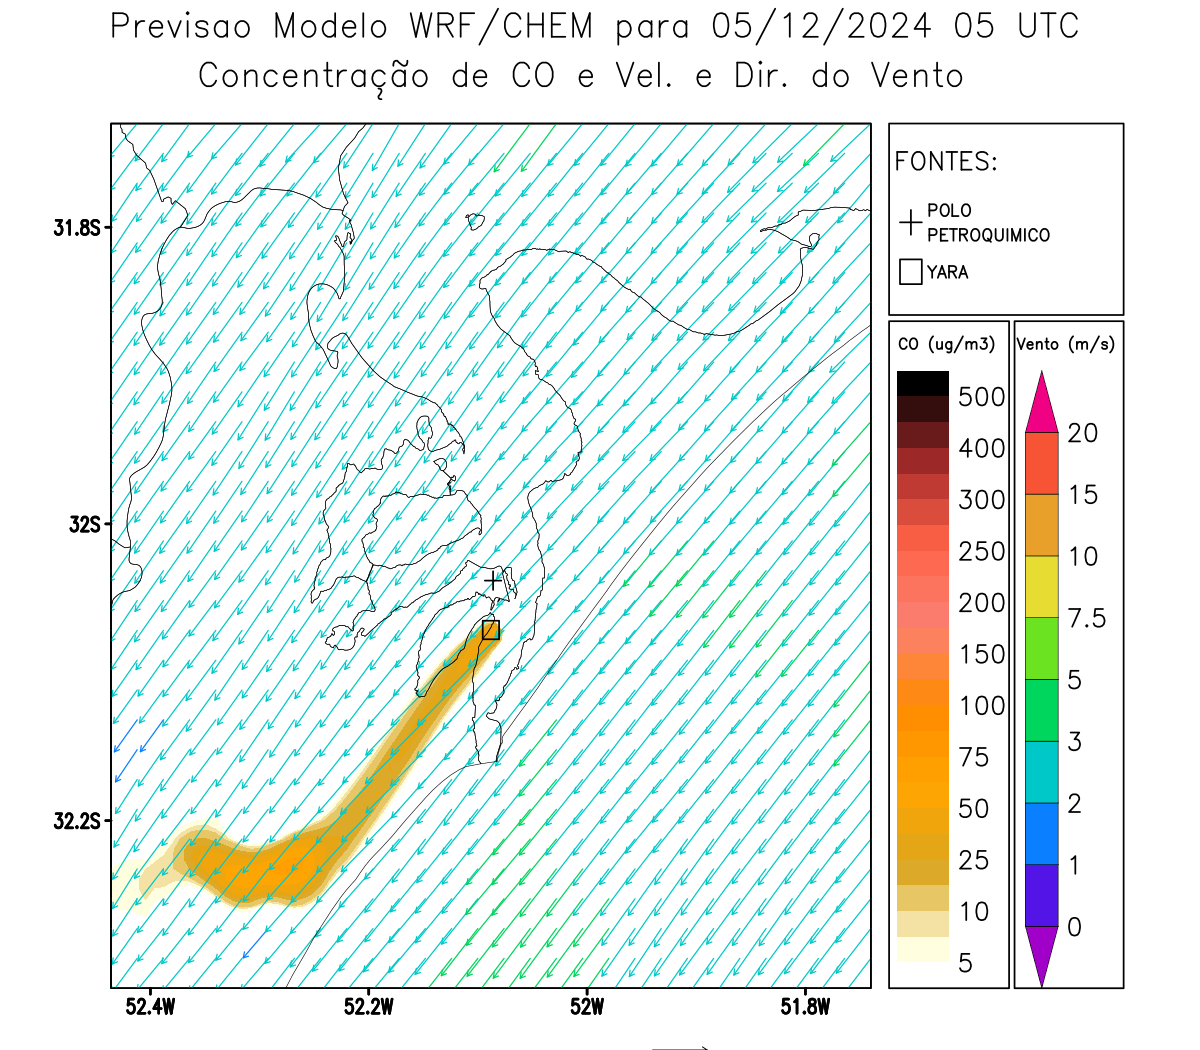 Previsao Modelo WRF/CHEM para 05/12/2024 05 UTC
Concentração de CO e Vel. e Dir. do Vento
FONTES:
POLO
PETROQUIMICO
YARA
CO (ug/m3)
500
400
300
250
200
150
100
75
50
25
10
5
Vento (m/s)
20
15
10
7.5
5
3
2
1
0
31.8S
32S
32.2S
52.4W
52.2W
52W
51.8W